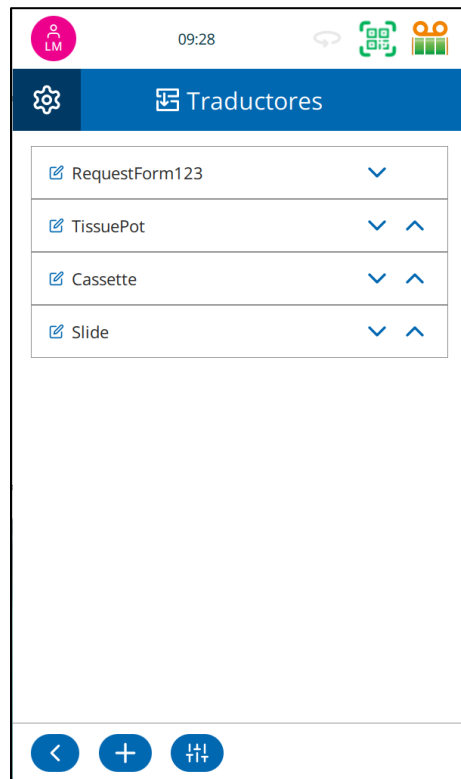 LM
09:28
Traductores
RequestForm123
TissuePot
Cassette
Slide